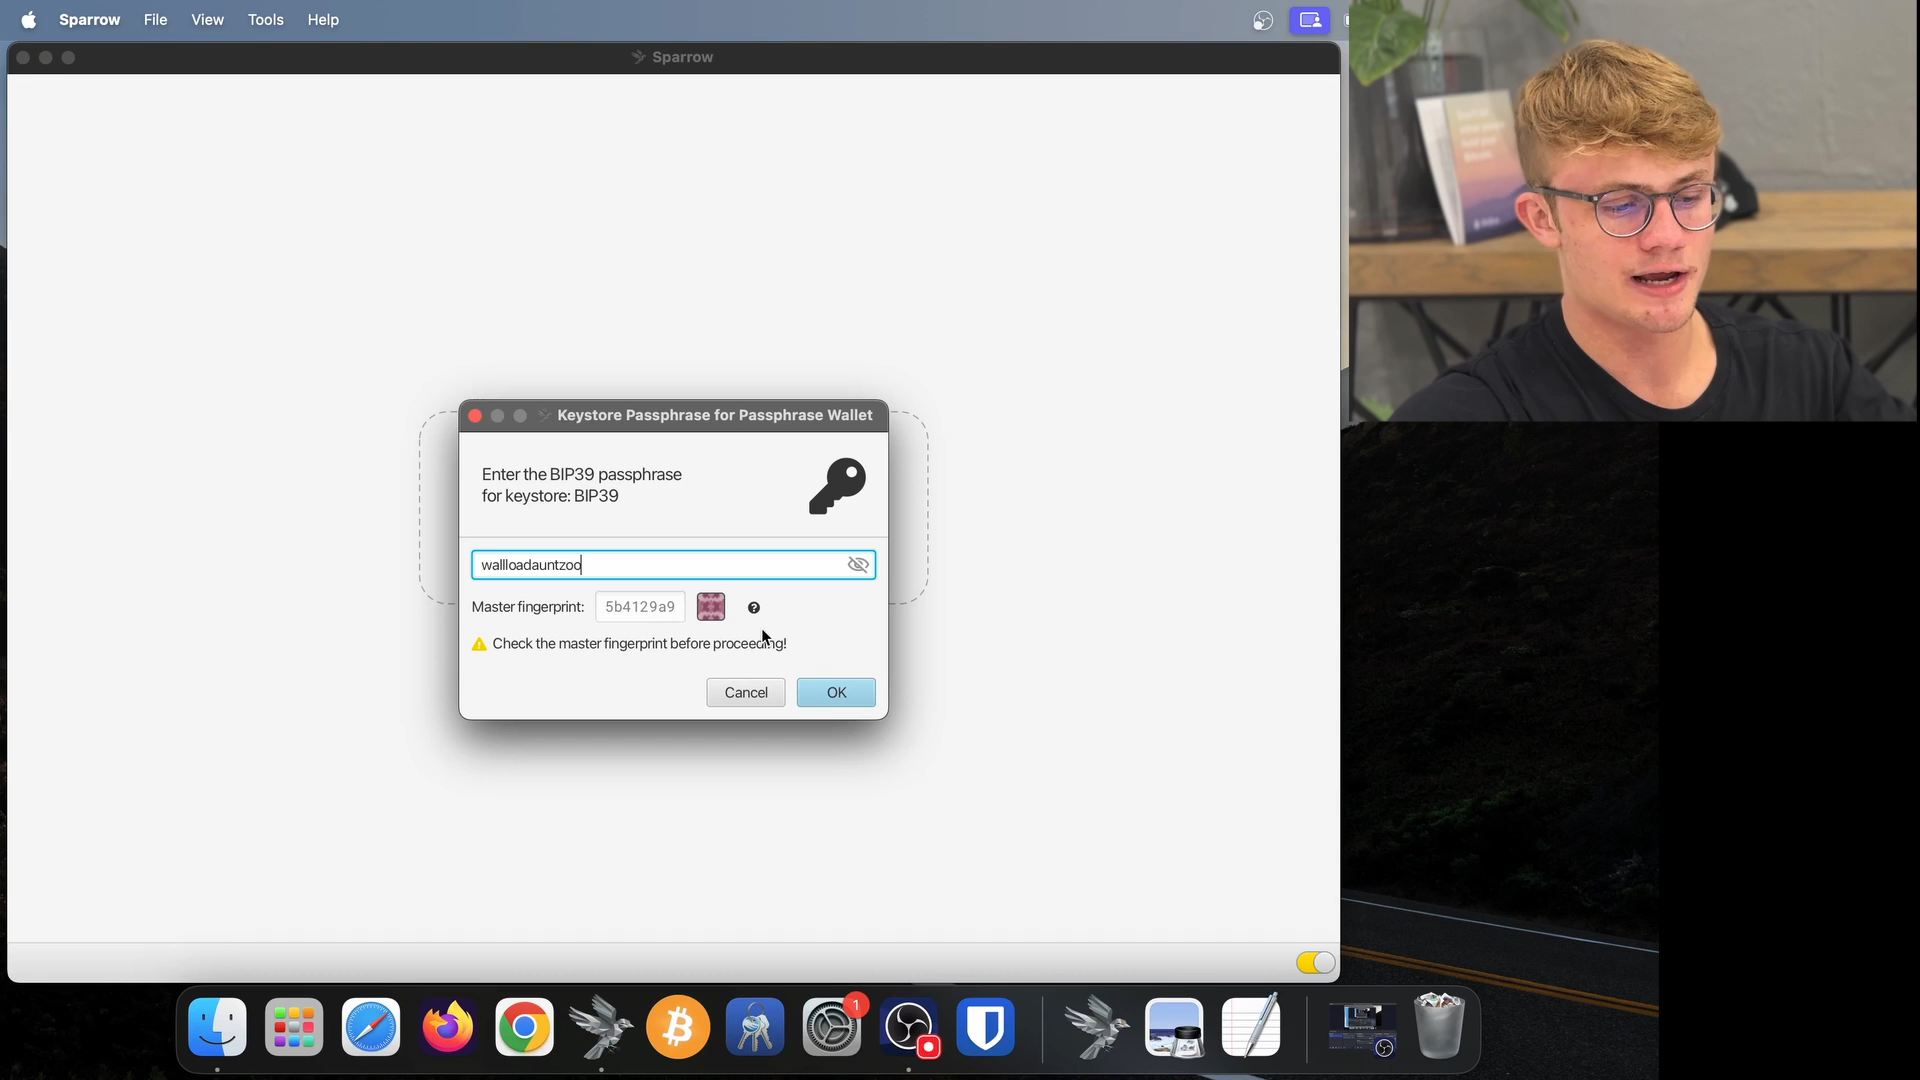 Sparrow File View Tools Help
Sparrow
Keystore Passphrase for Passphrase Wallet
Enter the BIP39 passphrase
for keystore: BIP39
wallloadauntzoo
Master fingerprint: 5b4129a9 ?
Check the master fingerprint before proceeding!
Cancel OK
1